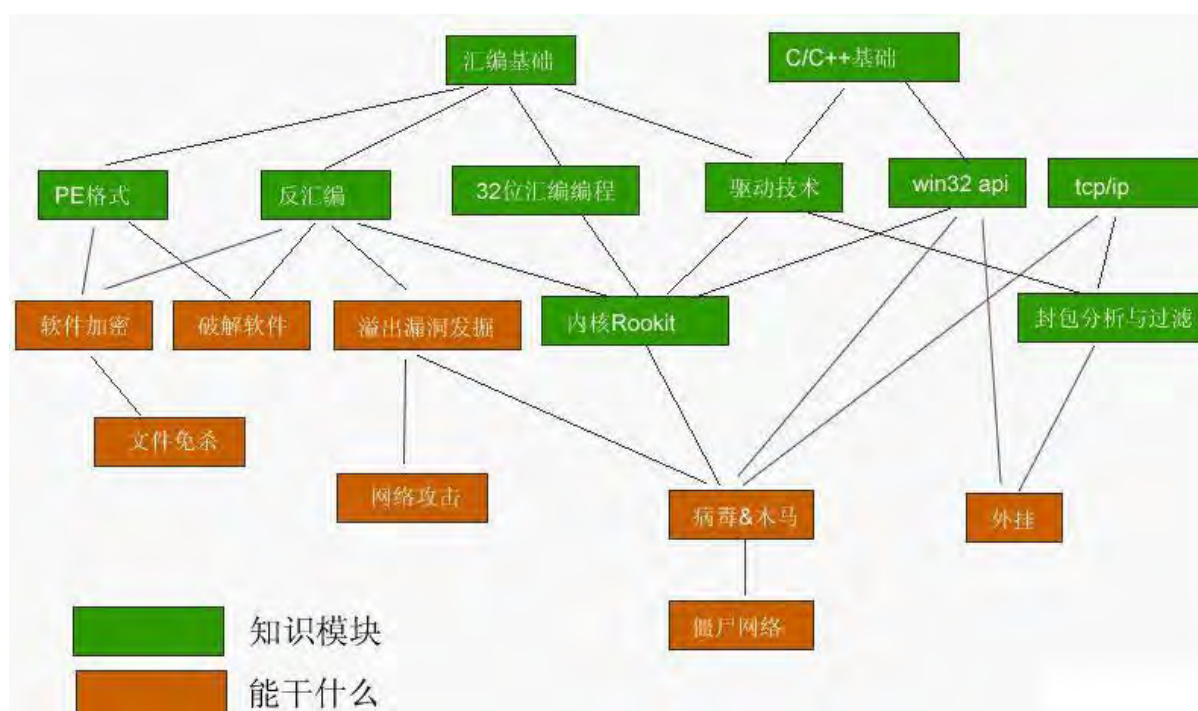 汇编基础
C/C++基础
PE格式
反汇编
32位汇编编程
驱动技术
win32 api
tcp/ip
软件加密
破解软件
溢出漏洞发掘
内核Rookit
封包分析与过滤
文件免杀
网络攻击
病毒&木马
外挂
僵尸网络
知识模块
能干什么